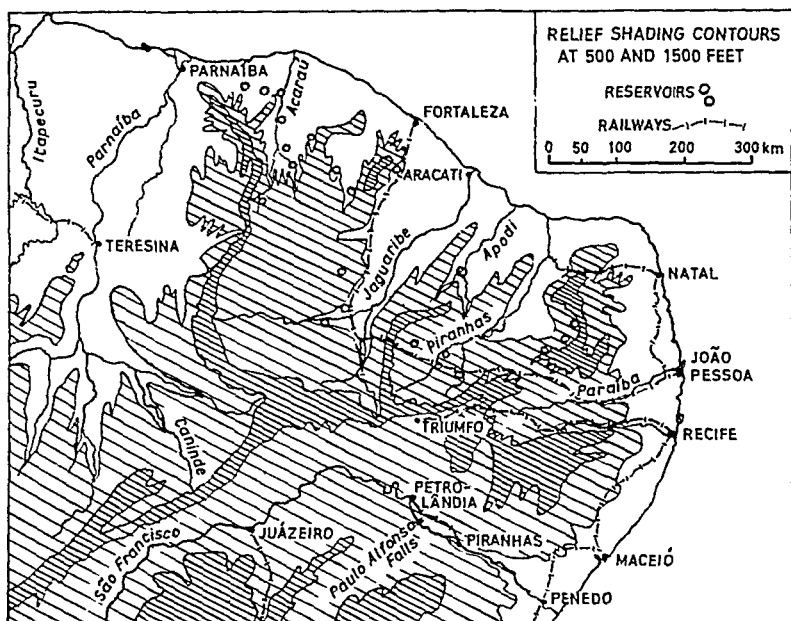 RELIEF SHADING CONTOURS
AT 500 AND 1500 FEET
RESERVOIRS
RAILWAYS
0 50 100 200 300 km
PARNAÍBA
Acaraú
Itapecuru
Parnaíba
FORTALEZA
ARACATI
TERESINA
Jaguaribe
Apodi
NATAL
Piranhas
JOÃO
PESSOA
Paraíba
TRIUMFO
RECIFE
Caninde
PETRO-
LÂNDIA
JUÁZEIRO
PIRANHAS
São Francisco
Paulo Alfonso
Falls
MACEIÓ
PENEDO